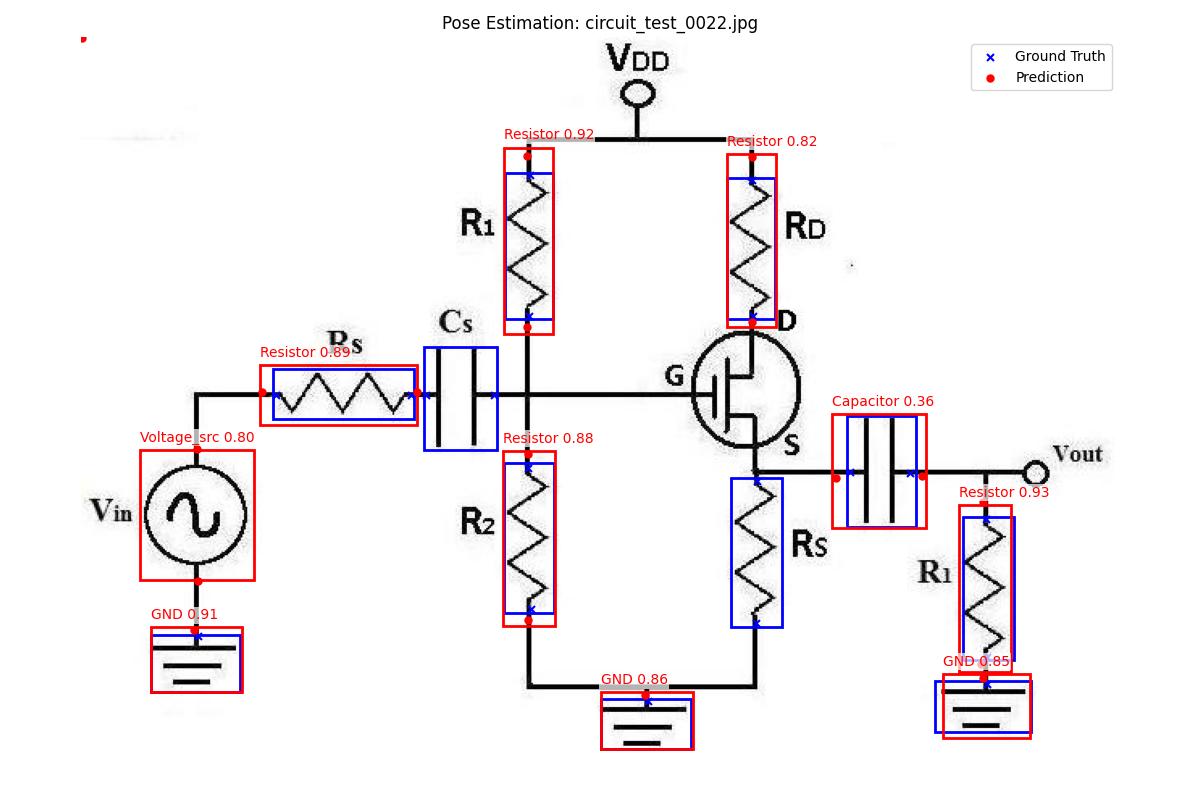 Pose Estimation: circuit_test_0022.jpg
VDD
Ground Truth
Prediction
Resistor 0.92
Resistor 0.82
R1
RD
Cs
D
Rs
Resistor 0.89
G
Voltage_src 0.80
Resistor 0.88
Capacitor 0.36
S
Vout
Resistor 0.93
Vin
R2
RS
R1
GND 0.91
GND 0.86
GND 0.85